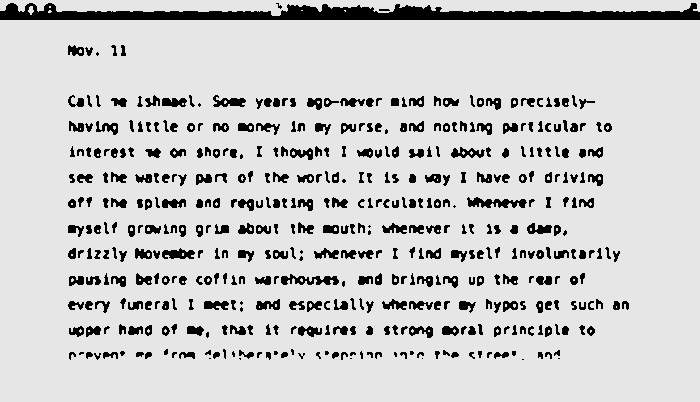 Nov. 11
Call me Ishmael. Some years ago—never mind how long precisely—
having little or no money in my purse, and nothing particular to
interest me on shore, I thought I would sail about a little and
see the watery part of the world. It is a way I have of driving
off the spleen and regulating the circulation. Whenever I find
myself growing grim about the mouth; whenever it is a damp,
drizzly November in my soul; whenever I find myself involuntarily
pausing before coffin warehouses, and bringing up the rear of
every funeral I meet; and especially whenever my hypos get such an
upper hand of me, that it requires a strong moral principle to
prevent me from deliberately stepping into the street, and